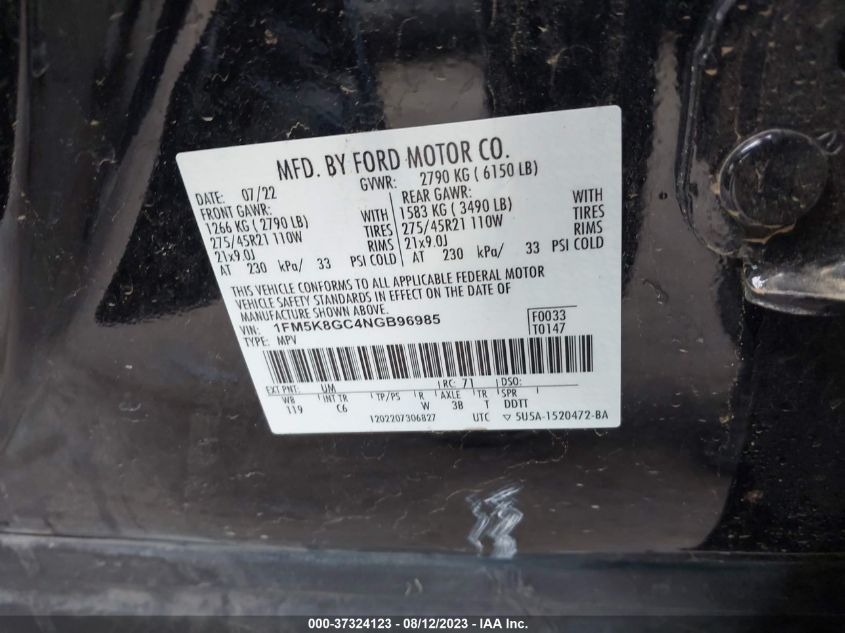 MFD. BY FORD MOTOR CO.
DATE: 07/22 GVWR: 2790 KG ( 6150 LB)
FRONT GAWR: REAR GAWR:
1266 KG ( 2790 LB) WITH 1583 KG ( 3490 LB) WITH
275/45R21 110W TIRES 275/45R21 110W TIRES
21x9.0J RIMS 21x9.0J RIMS
AT 230 kPa/ 33 PSI COLD AT 230 kPa/ 33 PSI COLD
THIS VEHICLE CONFORMS TO ALL APPLICABLE FEDERAL MOTOR
VEHICLE SAFETY STANDARDS IN EFFECT ON THE DATE OF
MANUFACTURE SHOWN ABOVE.
VIN: 1FM5K8GC4NGB96985 F0033
TYPE: MPV T0147
EXT PNT: UM RC: 71 DSO:
WB INT TR TP/PS R AXLE TR SPR
119 C6 W 3B T DDTT
1202207306827 UTC ▽ 5U5A-1520472-BA
000-37324123 - 08/12/2023 - IAA Inc.